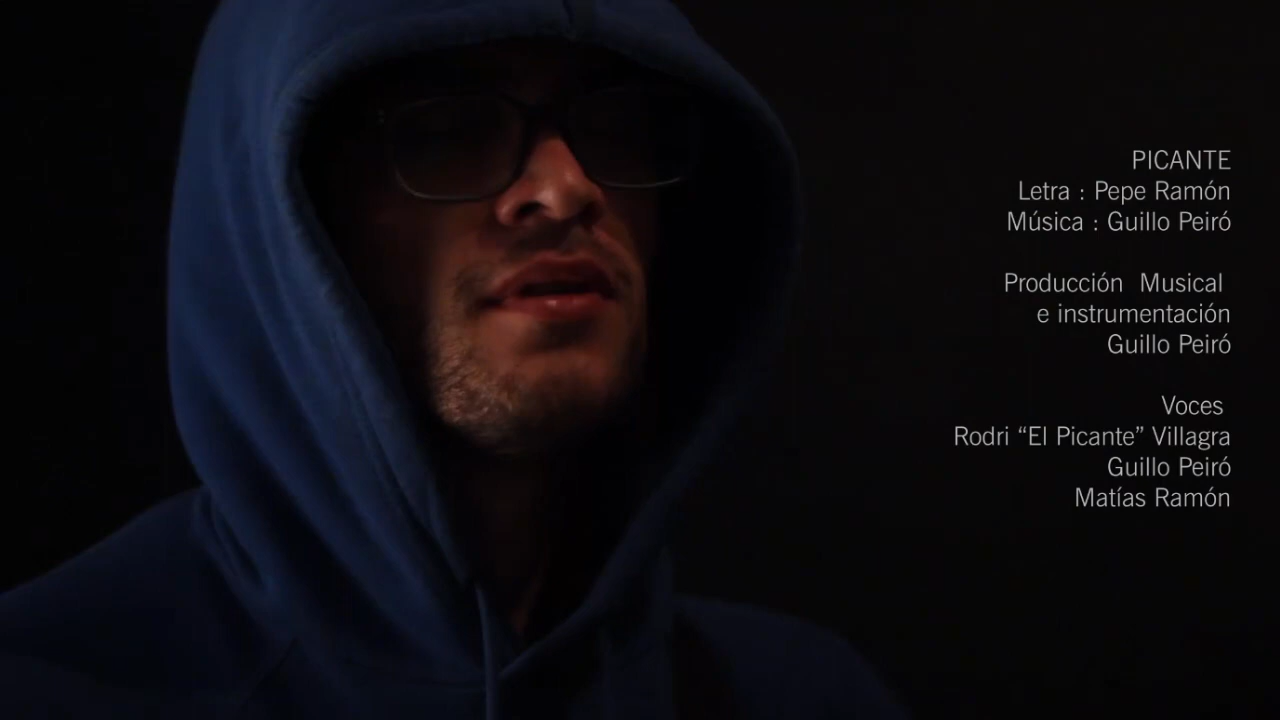 PICANTE
Letra : Pepe Ramón
Música : Guillo Peiró
Producción Musical
e instrumentación
Guillo Peiró
Voces
Rodri “El Picante” Villagra
Guillo Peiró
Matías Ramón